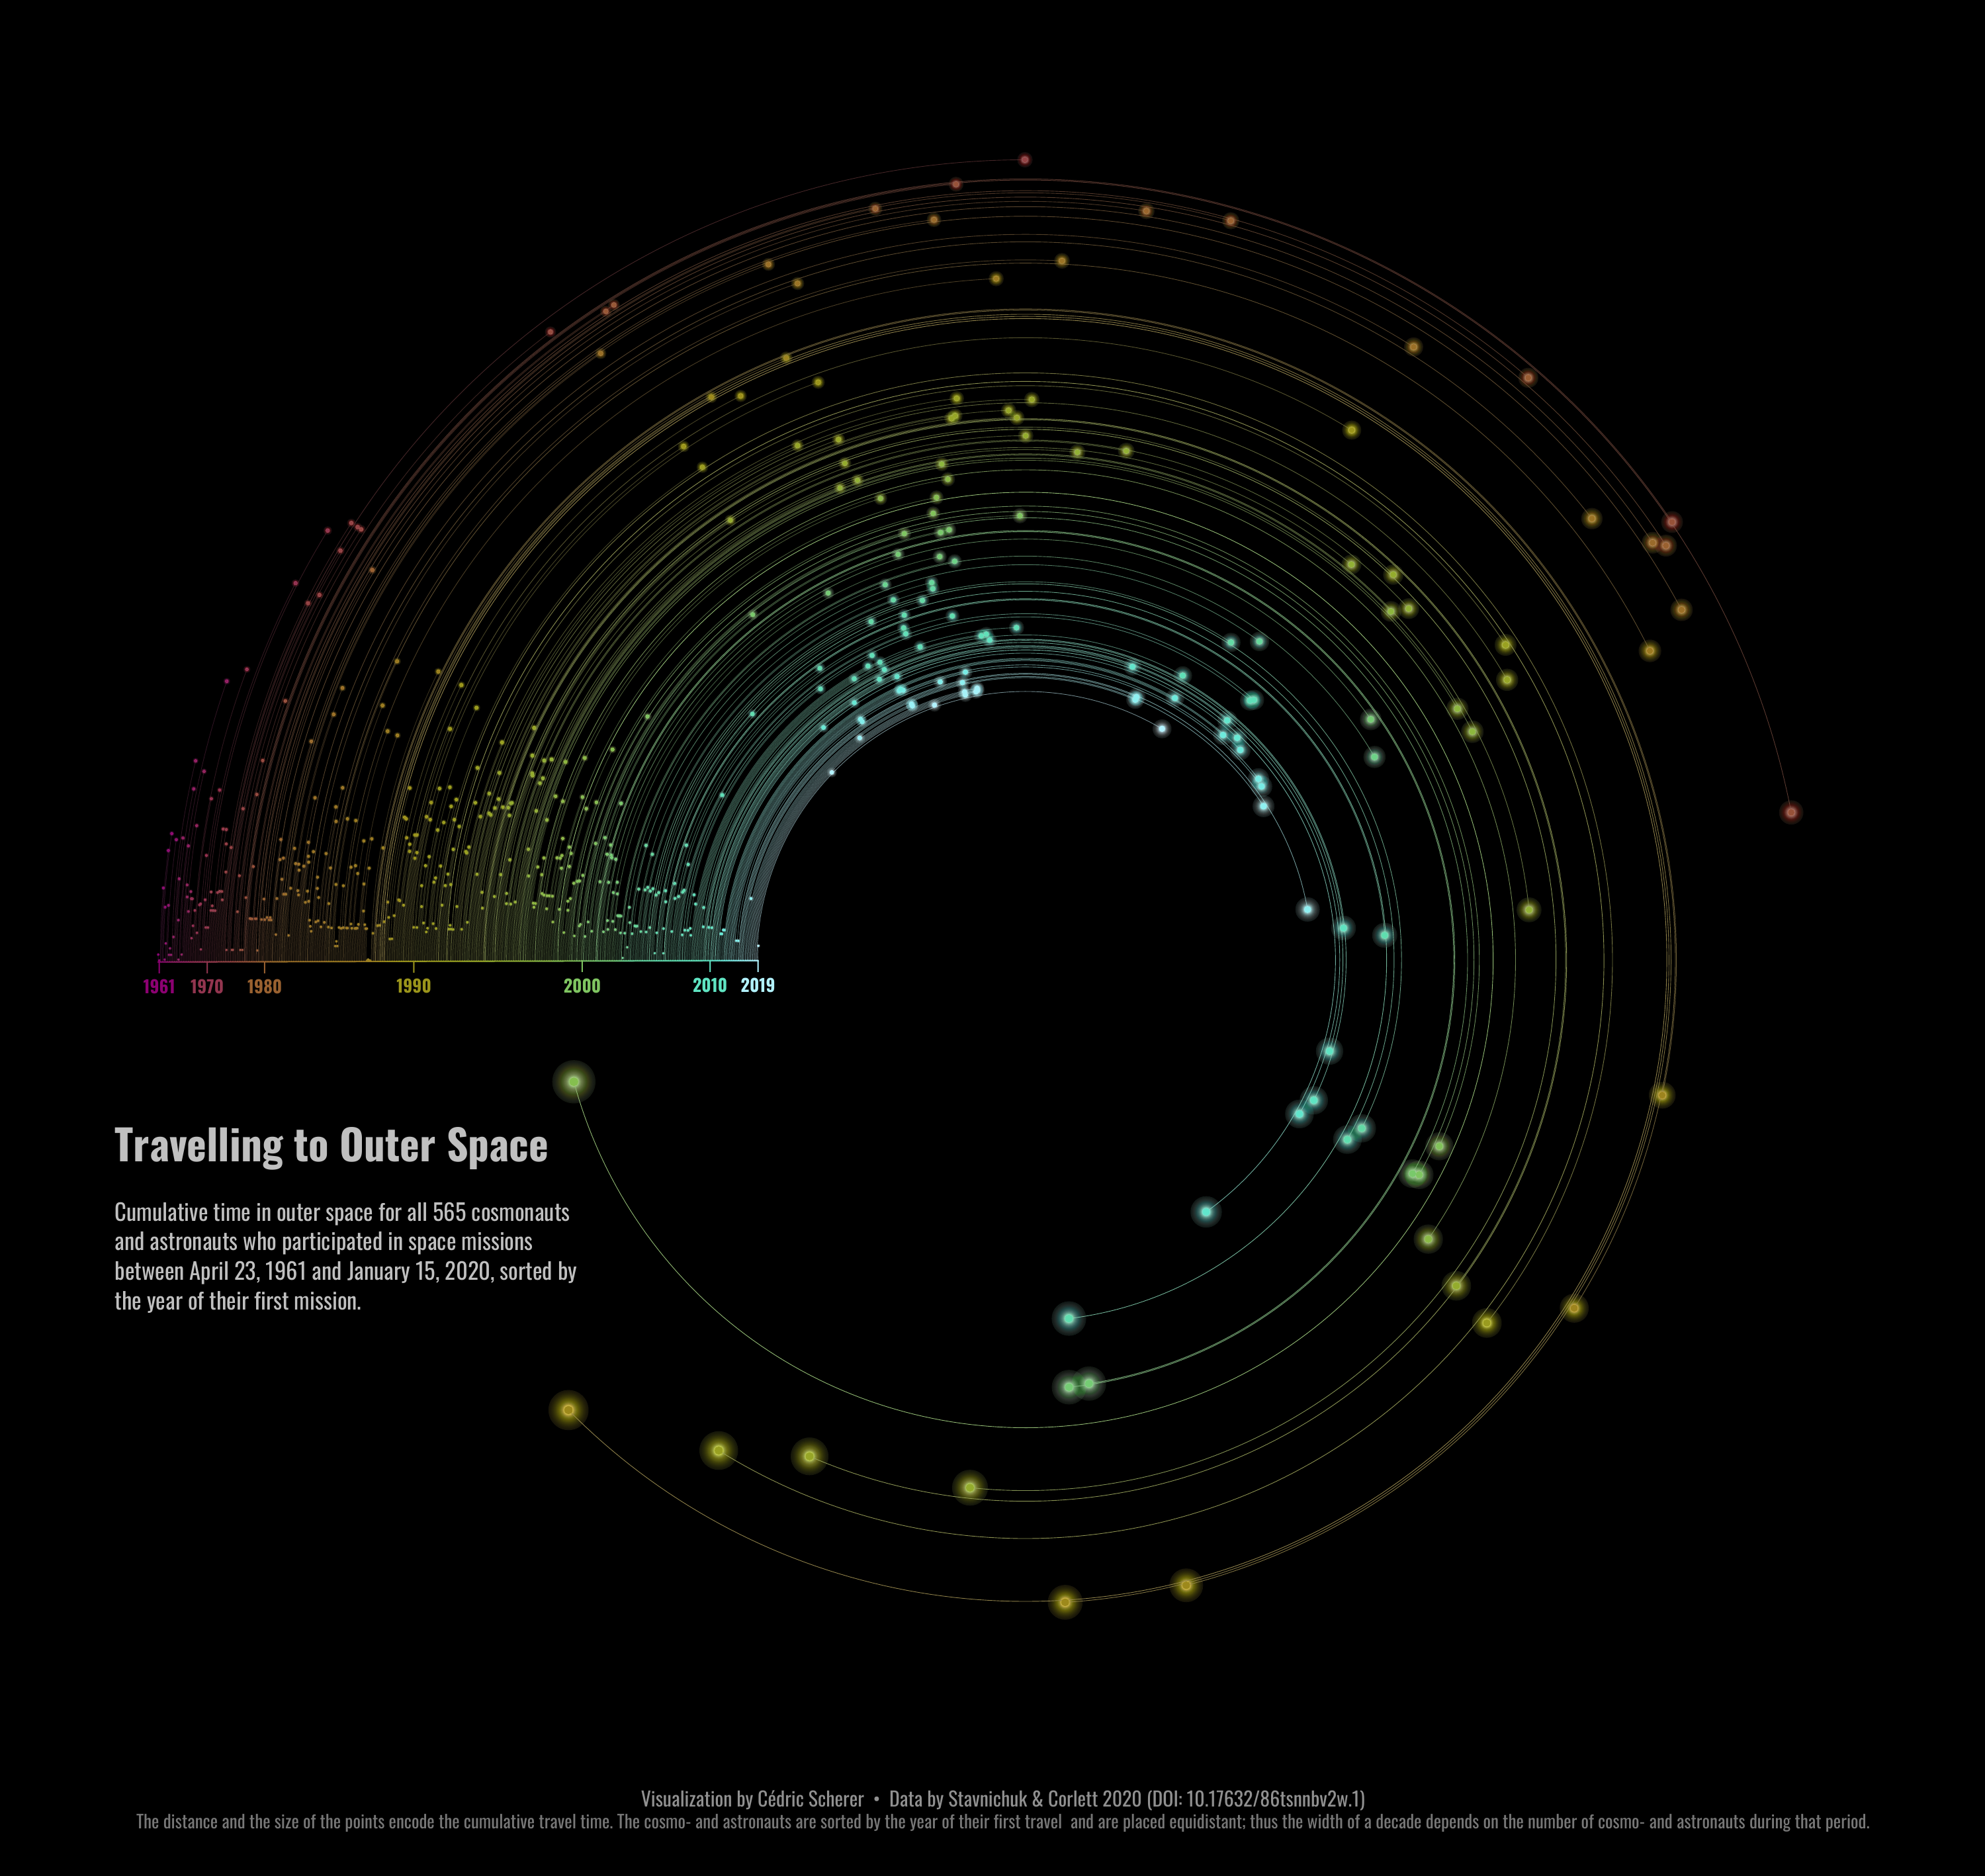 1961 1970 1980 1990 2000 2010 2019
Travelling to Outer Space
Cumulative time in outer space for all 565 cosmonauts
and astronauts who participated in space missions
between April 23, 1961 and January 15, 2020, sorted by
the year of their first mission.
Visualization by Cédric Scherer • Data by Stavnichuk & Corlett 2020 (DOI: 10.17632/86tsnnbv2w.1)
The distance and the size of the points encode the cumulative travel time. The cosmo- and astronauts are sorted by the year of their first travel  and are placed equidistant; thus the width of a decade depends on the number of cosmo- and astronauts during that period.